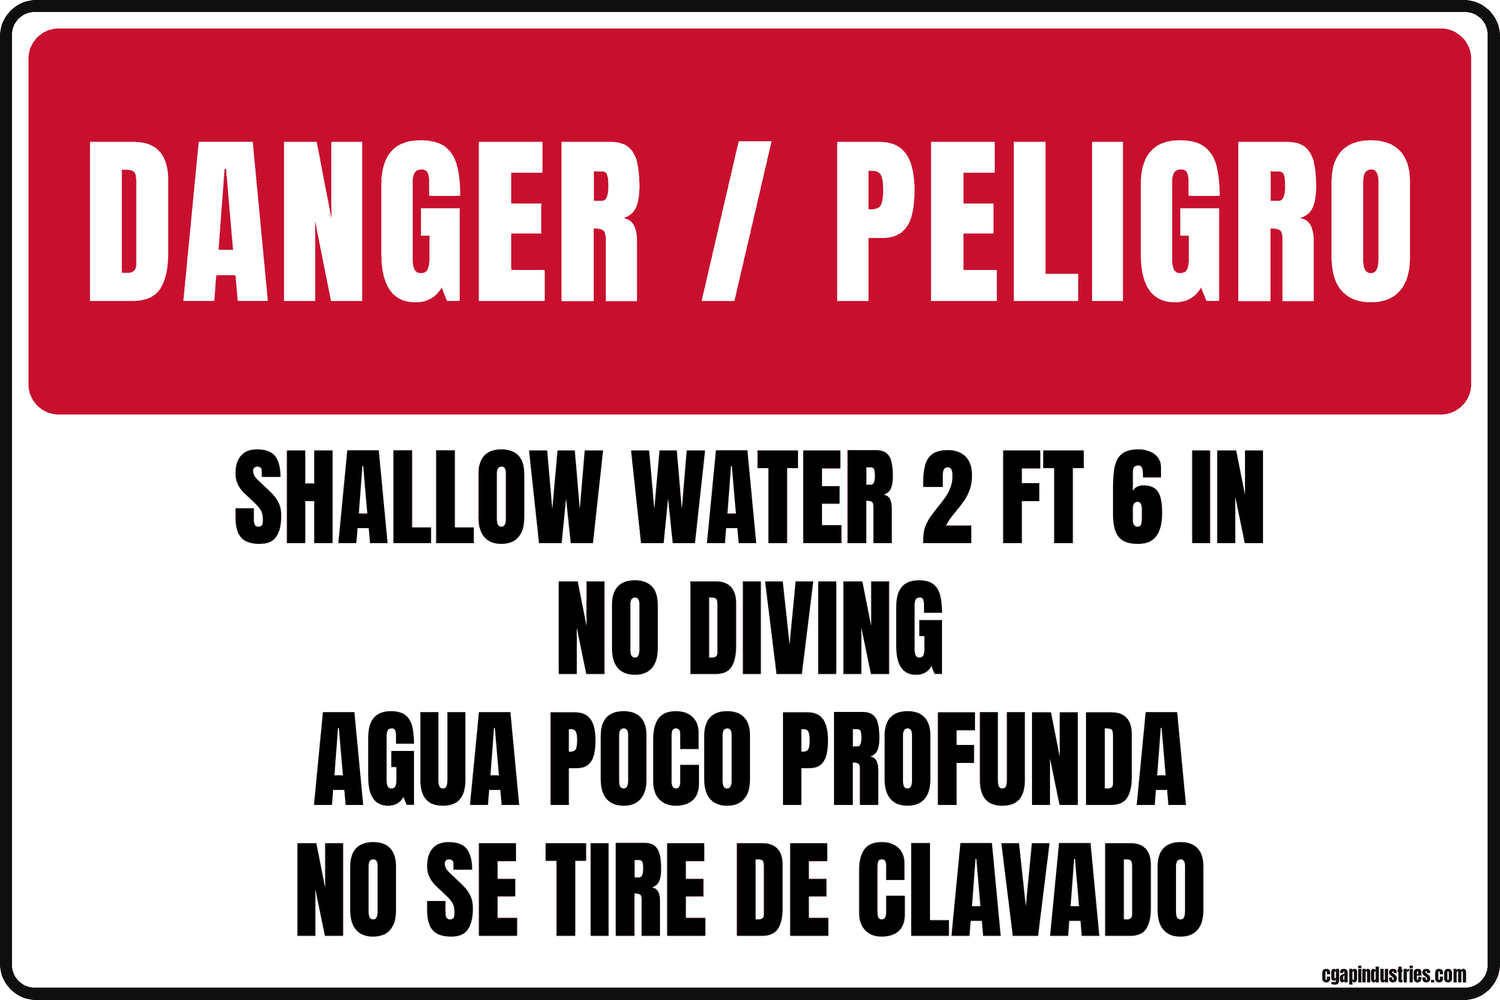 DANGER / PELIGRO
SHALLOW WATER 2 FT 6 IN
NO DIVING
AGUA POCO PROFUNDA
NO SE TIRE DE CLAVADO
cgapindustries.com